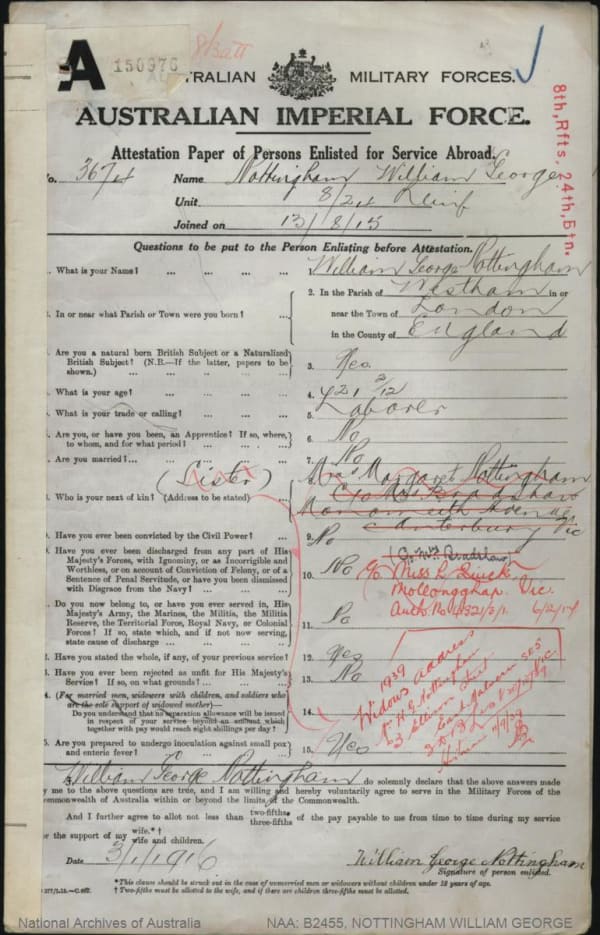 A
150976
8/Batt
AUSTRALIAN MILITARY FORCES.
AUSTRALIAN IMPERIAL FORCE.
8th, Rfts, 24th, Btn.
Attestation Paper of Persons Enlisted for Service Abroad.
No. 3674 Name Nottingham William George
Unit 8/24 Reinf
Joined on 13/8/15
Questions to be put to the Person Enlisting before Attestation.
. What is your Name? ... ... ... William George Nottingham
. In or near what Parish or Town were you born? ...
2. In the Parish of Westham in or
near the Town of London
in the County of England
. Are you a natural born British Subject or a Naturalized British Subject? (N.B.—If the latter, papers to be shown.) ... ... 3. Yes
. What is your age? ... ... 4. 21 2/12
. What is your trade or calling? ... ... 5. Laborer
. Are you, or have you been, an Apprentice? If so, where, to whom, and for what period? ... 6. No
. Are you married? ... ... 7. No
(Sister)
. Who is your next of kin? (Address to be stated) 8. Margaret Nottingham
C/o Mrs Bradshaw
Monomeith Avenue
Canterbury Vic
. Have you ever been convicted by the Civil Power? ... 9. No
(C/o Mrs Bradshaw)
. Have you ever been discharged from any part of His Majesty's Forces, with Ignominy, or as Incorrigible and Worthless, or on account of Conviction of Felony, or of a Sentence of Penal Servitude, or have you been dismissed with Disgrace from the Navy? ... 10. No
c/o Miss L Quick
Mollongghap. Vic.
Auth. No 4321/3/1. 6/2/17
. Do you now belong to, or have you ever served in, His Majesty's Army, the Marines, the Militia, the Militia Reserve, the Territorial Force, Royal Navy, or Colonial Forces? If so, state which, and if not now serving, state cause of discharge ... 11. No
. Have you stated the whole, if any, of your previous service? 12. Yes
. Have you ever been rejected as unfit for His Majesty's Service? If so, on what grounds? ... 13. No
1939
Widows address
H. G. Nottingham
Street
East Malvern SE5
4. (For married men, widowers with children, and soldiers who are the sole support of widowed mother)—
Do you understand that no separation allowance will be issued in respect of your service beyond an amount which together with pay would reach eight shillings per day? 14.
. Are you prepared to undergo inoculation against small pox and enteric fever? ... 15. Yes
I, William George Nottingham do solemnly declare that the above answers made
by me to the above questions are true, and I am willing and hereby voluntarily agree to serve in the Military Forces of the
Commonwealth of Australia within or beyond the limits of the Commonwealth.
And I further agree to allot not less than two-fifths three-fifths of the pay payable to me from time to time during my service
for the support of my wife.*† wife and children.
Date 3/1/1916 William George Nottingham
Signature of person enlisted.
* This clause should be struck out in the case of unmarried men or widowers without children under 18 years of age.
† Two-fifths must be allotted to the wife, and if there are children three-fifths must be allotted.
National Archives of Australia
NAA: B2455, NOTTINGHAM WILLIAM GEORGE